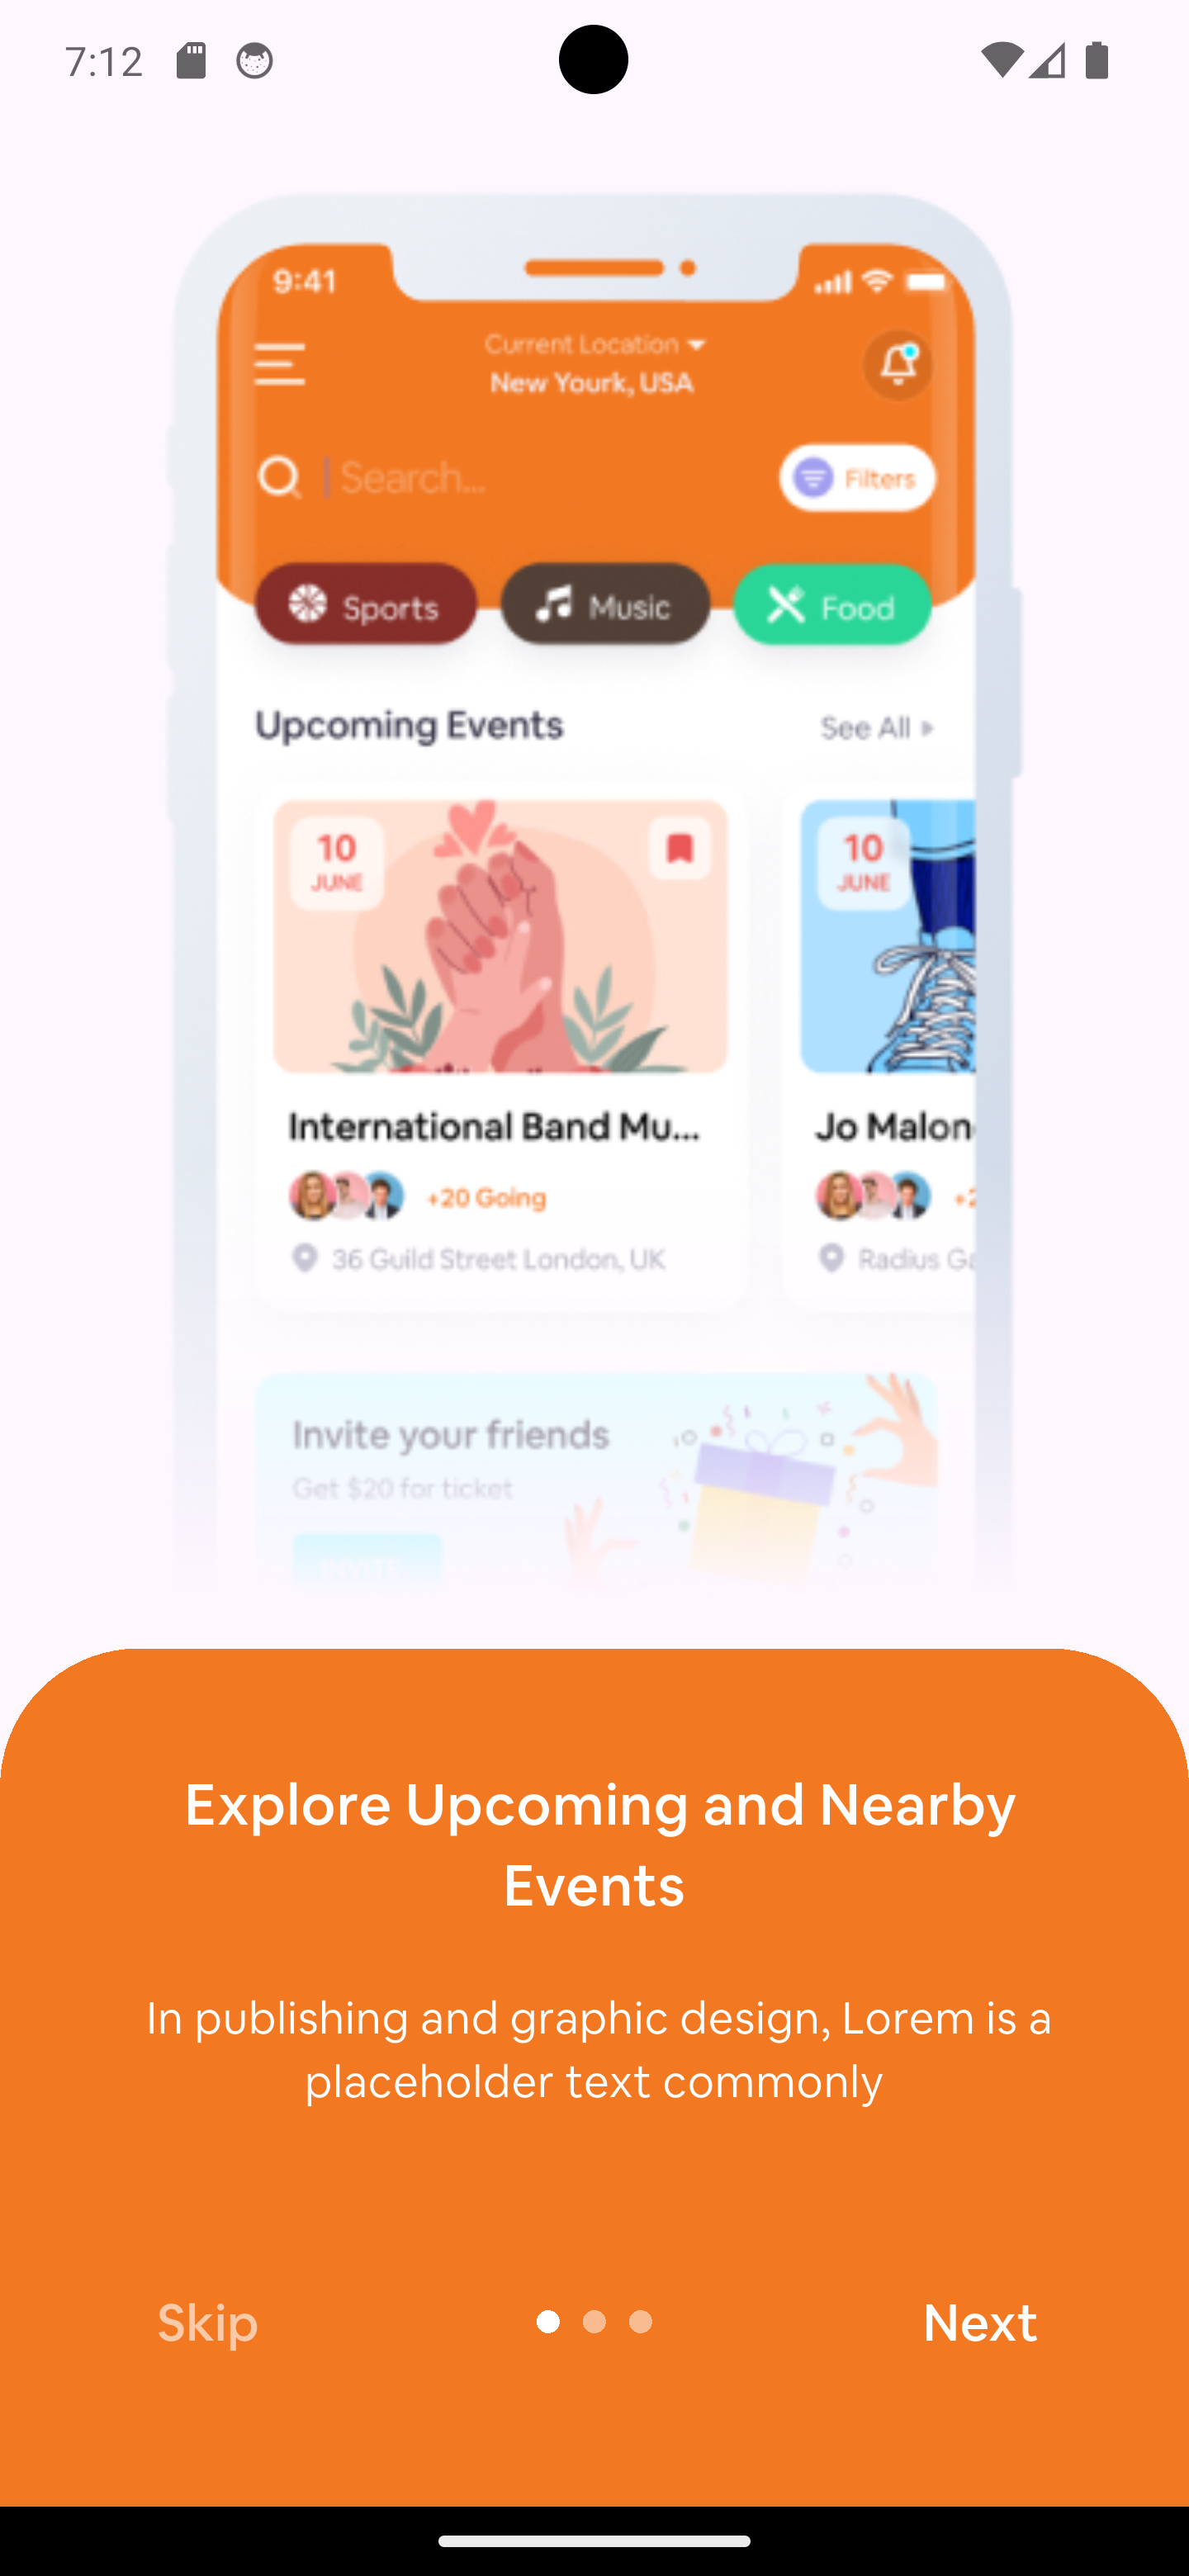 7:12
9:41
Current Location
New Yourk, USA
Search...
Filters
Sports
Music
Food
Upcoming Events
See All
10
JUNE
10
JUNE
International Band Mu...
Jo Malon
+20 Going
+2
36 Guild Street London, UK
Radius Ga
Invite your friends
Get $20 for ticket
INVITE
Explore Upcoming and Nearby
Events
In publishing and graphic design, Lorem is a
placeholder text commonly
Skip
Next